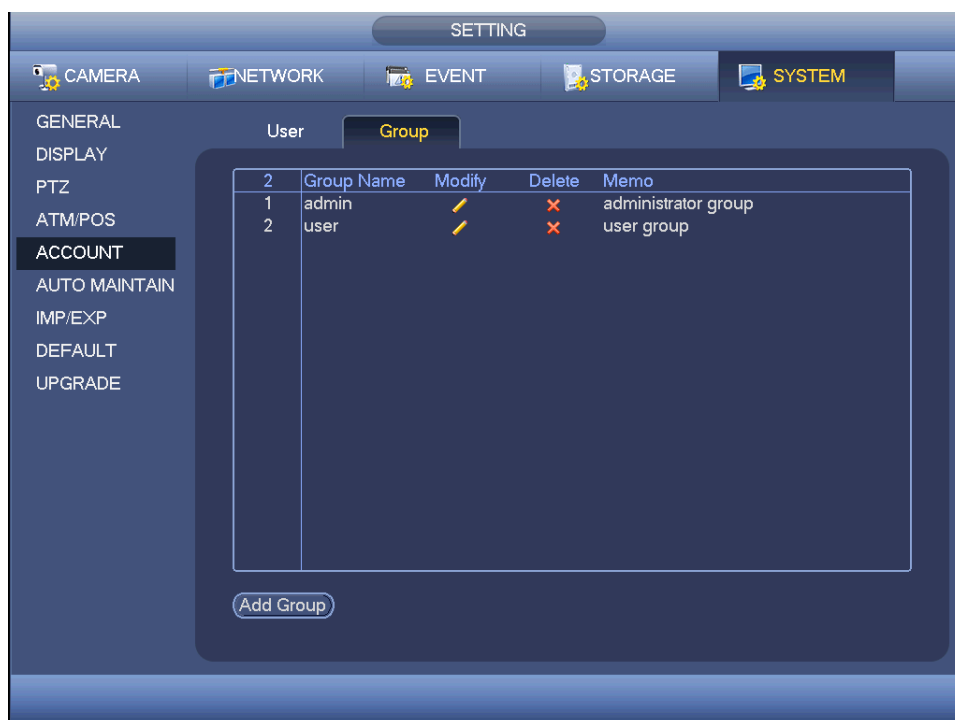 SETTING
CAMERA NETWORK EVENT STORAGE SYSTEM
GENERAL
DISPLAY
PTZ
ATM/POS
ACCOUNT
AUTO MAINTAIN
IMP/EXP
DEFAULT
UPGRADE
User Group
2 Group Name Modify Delete Memo
1 admin administrator group
2 user user group
Add Group